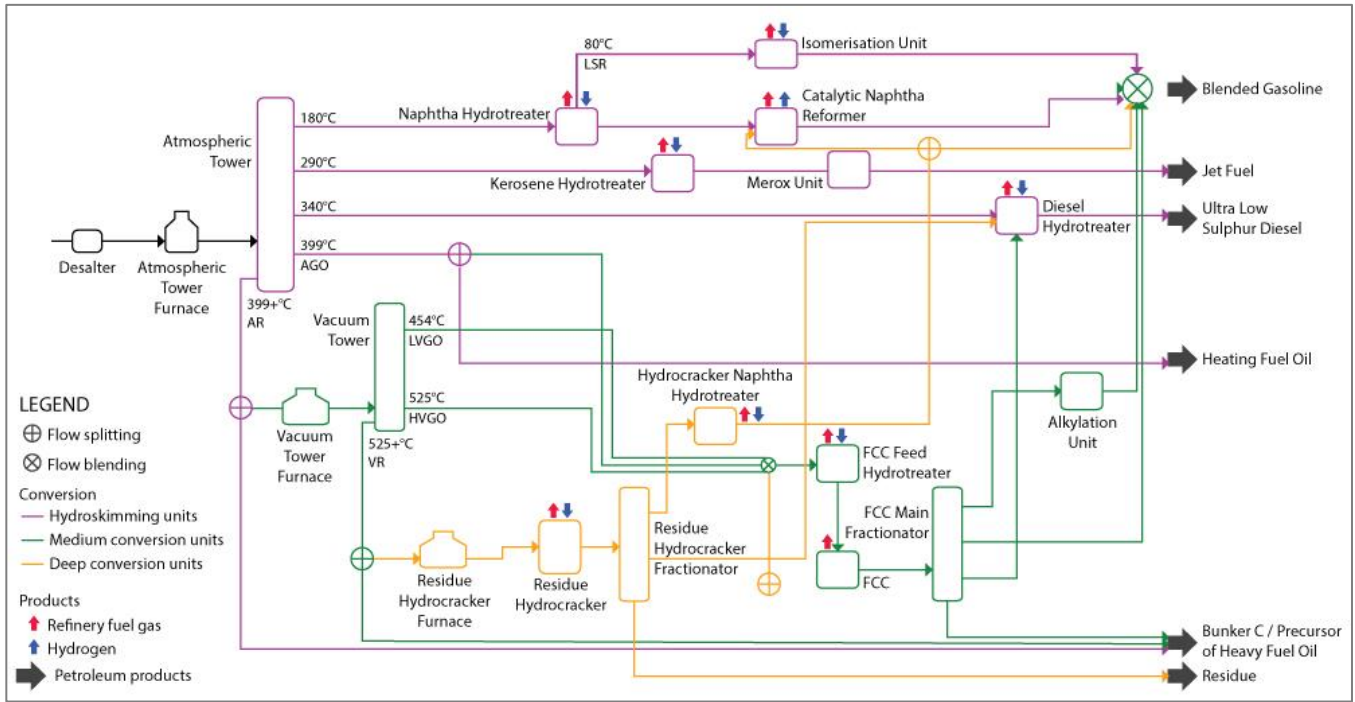 80°C
LSR
Isomerisation Unit
180°C
Naphtha Hydrotreater
Catalytic Naphtha
Reformer
Blended Gasoline
Atmospheric
Tower
290°C
Kerosene Hydrotreater
Merox Unit
Jet Fuel
340°C
Diesel
Hydrotreater
Ultra Low
Sulphur Diesel
Desalter
Atmospheric
Tower
Furnace
399°C
AGO
399+°C
AR
Vacuum
Tower
454°C
LVGO
Heating Fuel Oil
Hydrocracker Naphtha
Hydrotreater
525°C
HVGO
Alkylation
Unit
Vacuum
Tower
Furnace
525+°C
VR
FCC Feed
Hydrotreater
FCC Main
Fractionator
Residue
Hydrocracker
Fractionator
FCC
Residue
Hydrocracker
Furnace
Residue
Hydrocracker
Bunker C / Precursor
of Heavy Fuel Oil
Residue
LEGEND
Flow splitting
Flow blending
Conversion
Hydroskimming units
Medium conversion units
Deep conversion units
Products
Refinery fuel gas
Hydrogen
Petroleum products